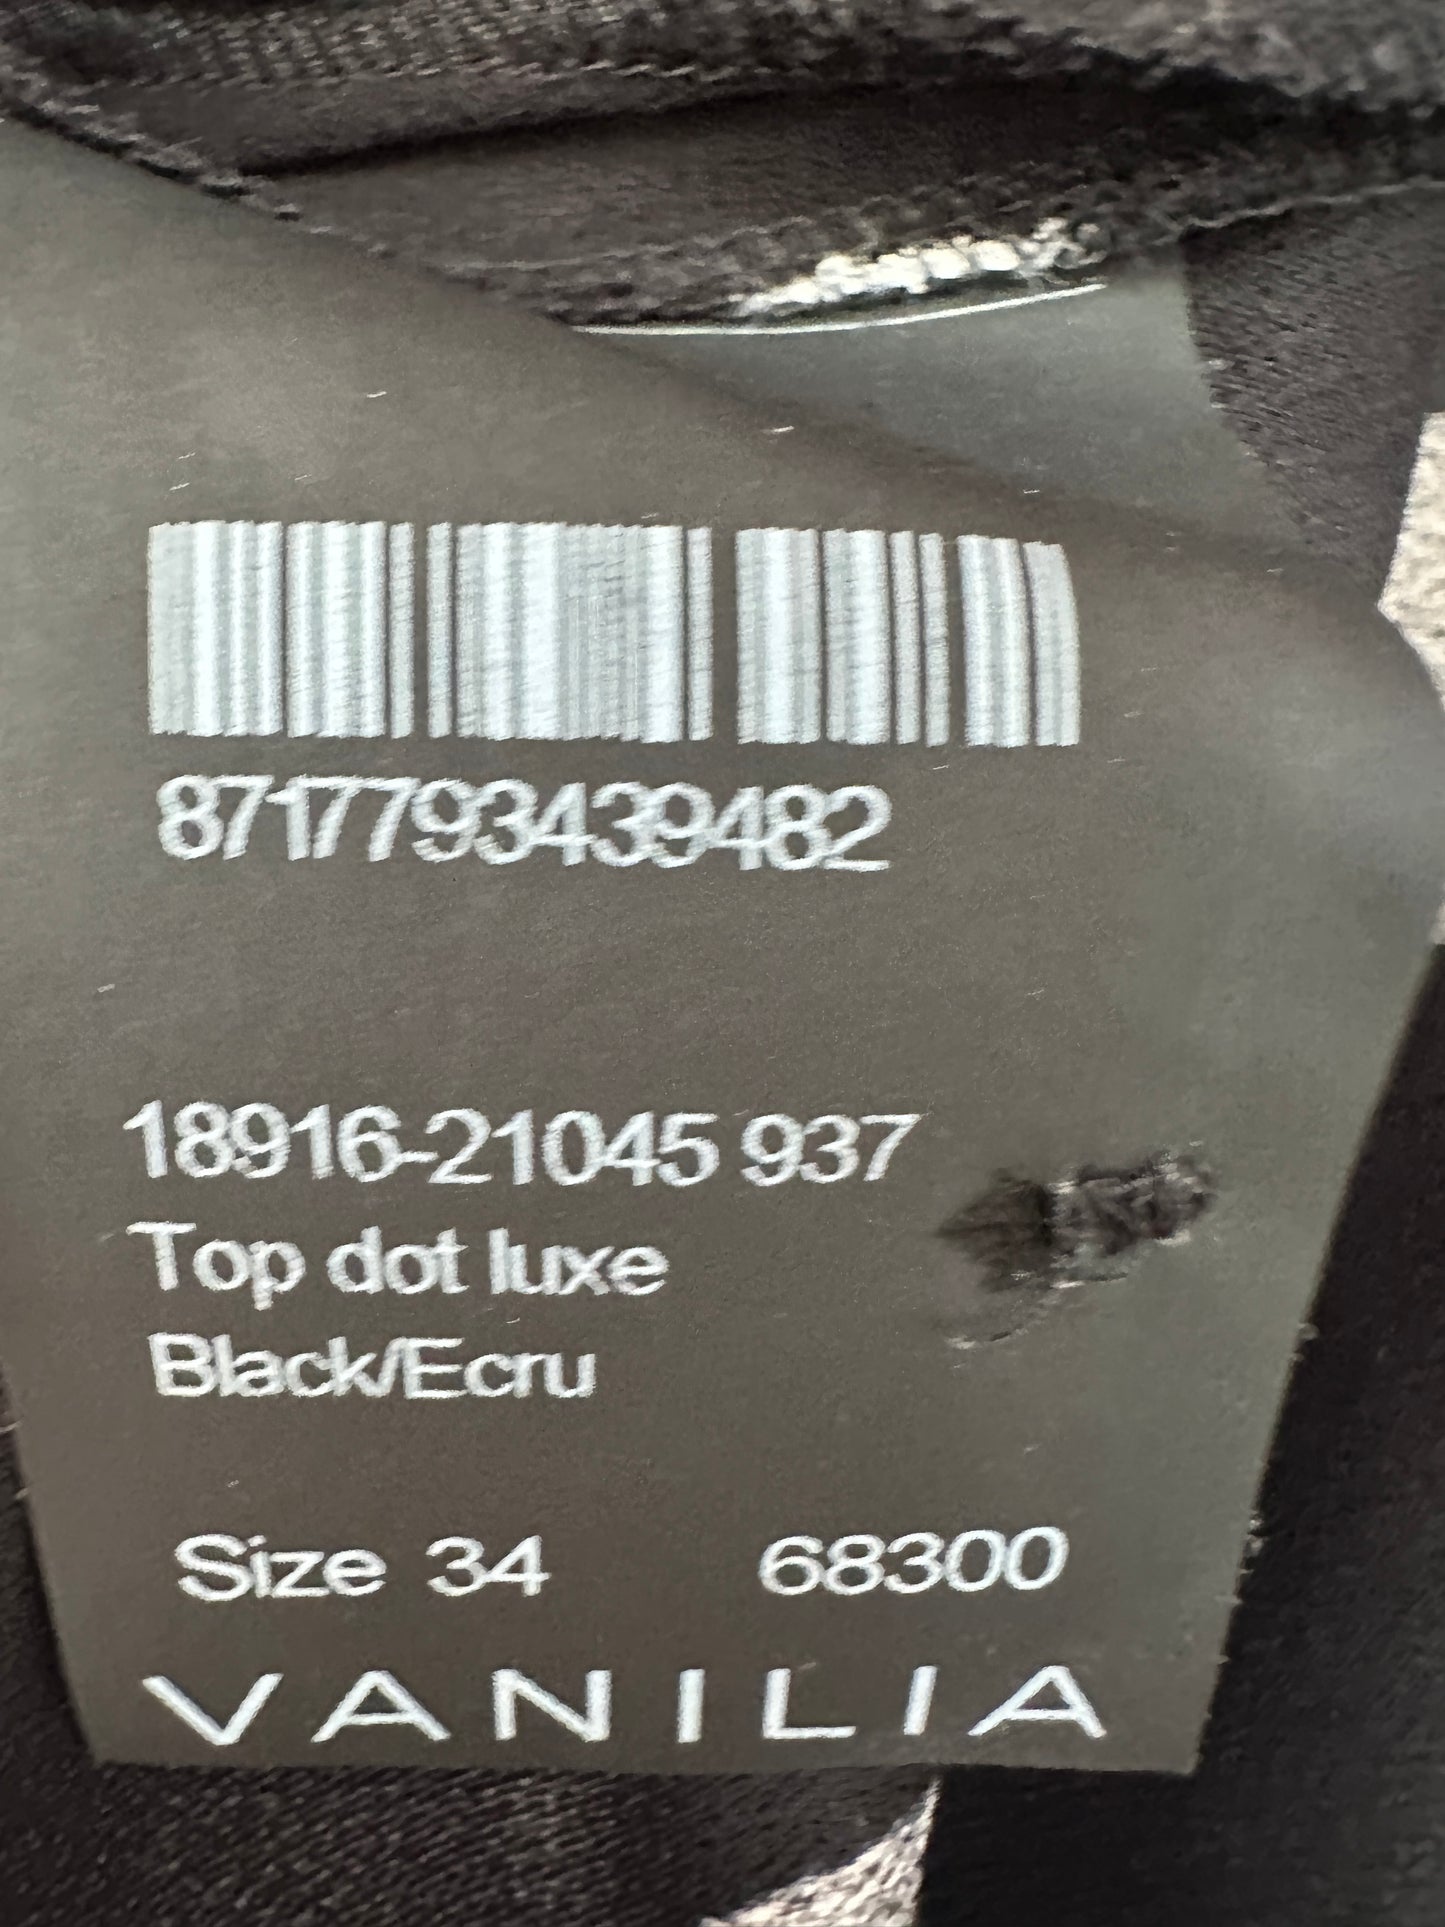 8717793439482
18916-21045 937
Top dot luxe
Black/Ecru
Size 34 68300
VANILIA